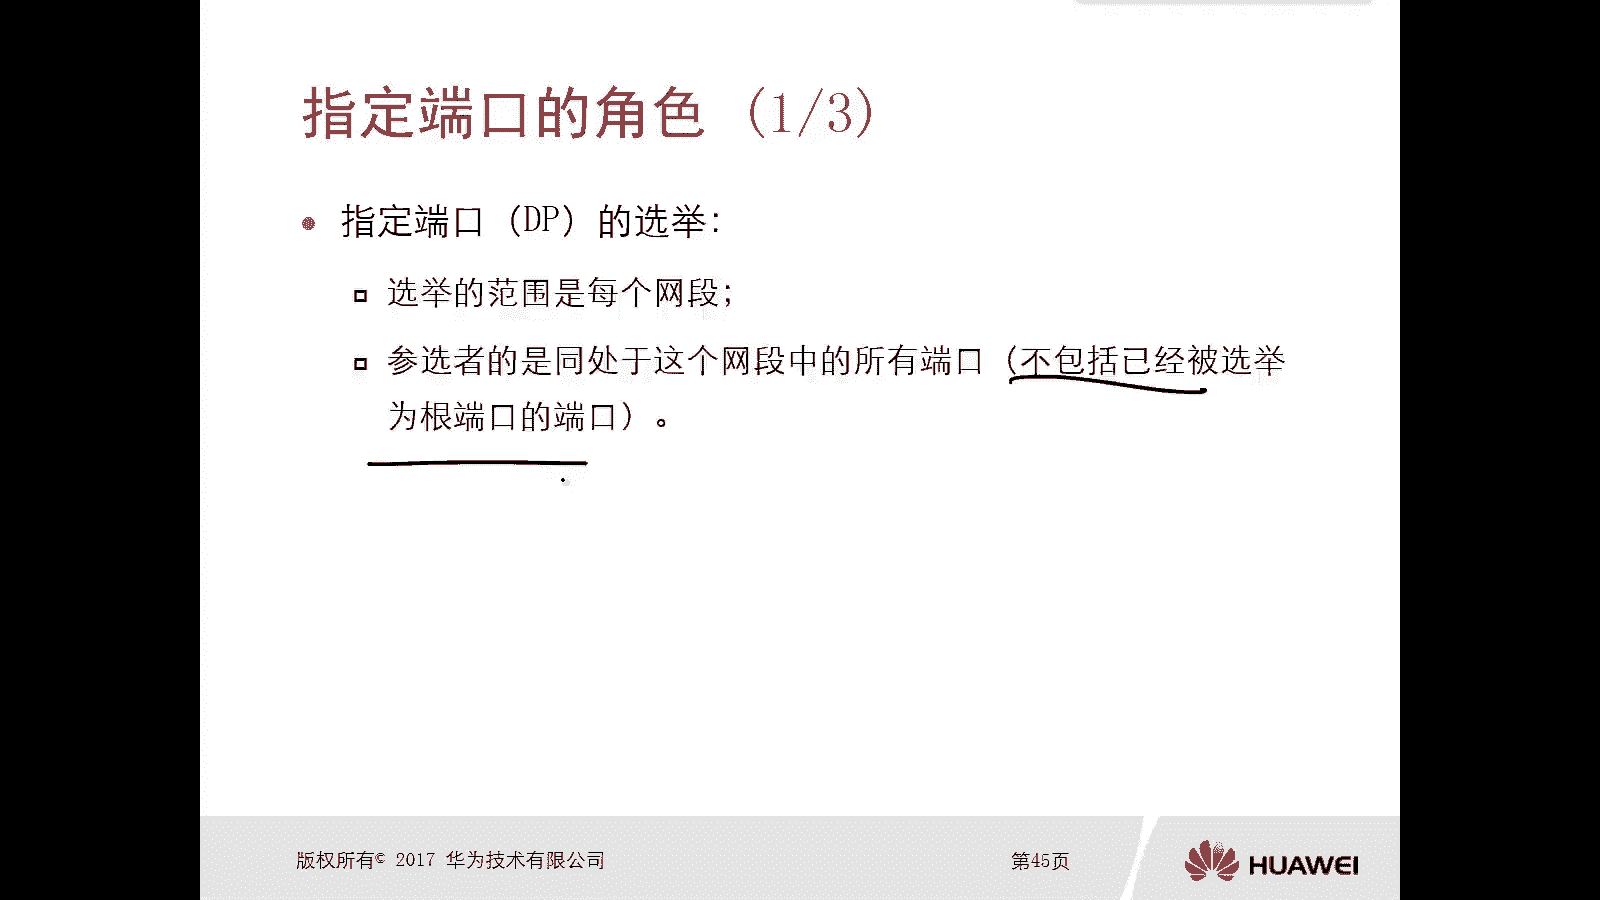 指定端口的角色 (1/3)
指定端口（DP）的选举：
选举的范围是每个网段；
参选者的是同处于这个网段中的所有端口（不包括已经被选举
为根端口的端口）。
版权所有© 2017 华为技术有限公司
第45页
HUAWEI